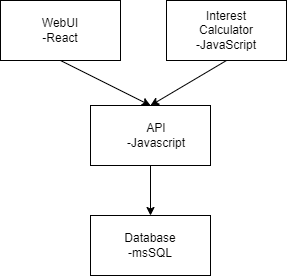 WebUI
-React
Interest
Calculator
-JavaScript
API
-Javascript
Database
-msSQL